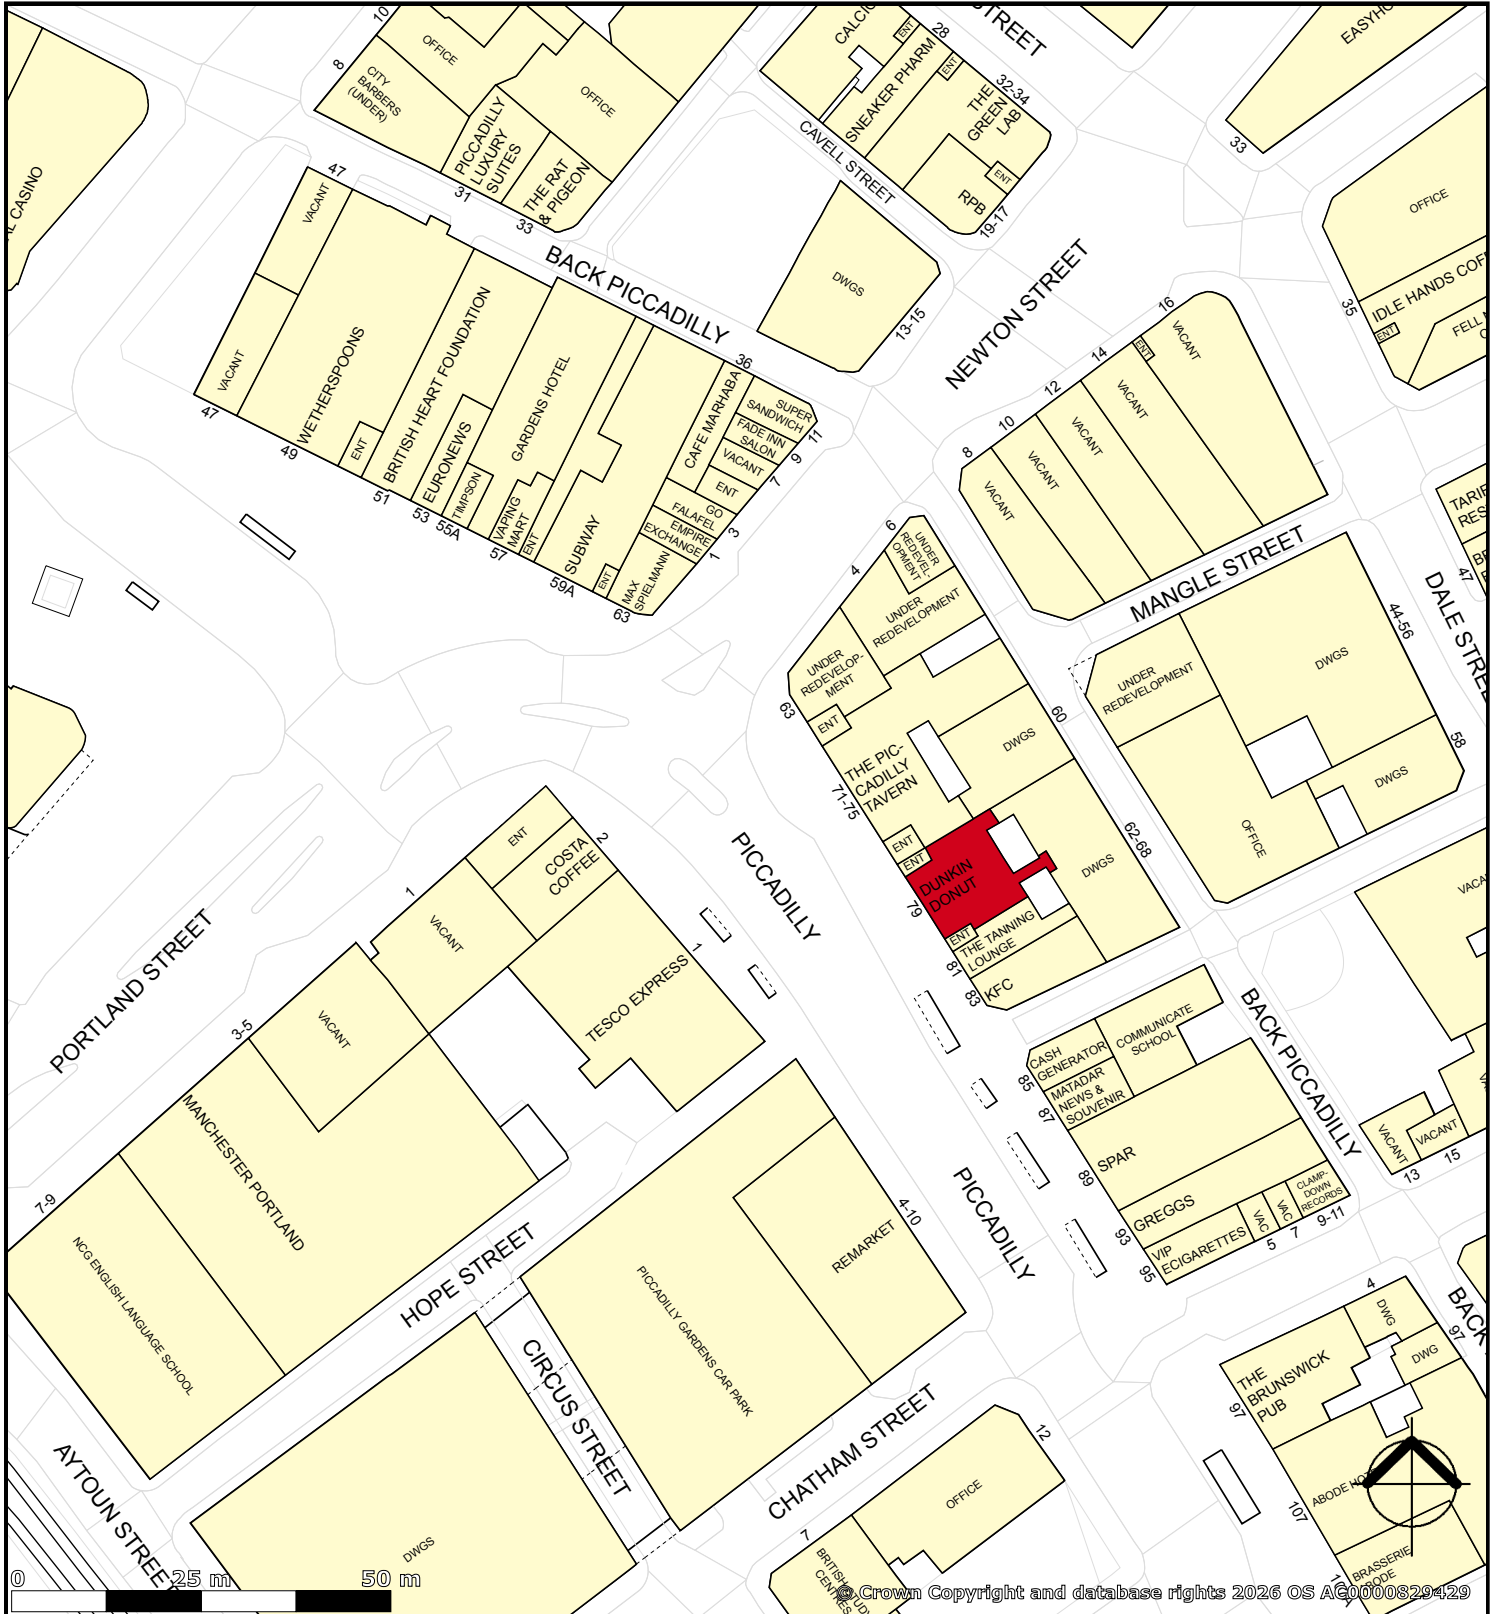 10
8
OFFICE
CITY
BARBERS
(UNDER)
PICCADILLY
LUXURY
SUITES
OFFICE
THE RAT
& PIGEON
31
33
STREET
28
ENT
SNEAKER PHARM
ENT
32-34
THE
GREEN
LAB
ENT
RPB
19-17
CAVELL STREET
33
OFFICE
IDLE HANDS
ENT
35
CASINO
47
VACANT
VACANT
47
WETHERSPOONS
49
ENT
BRITISH HEART FOUNDATION
51
EURONEWS
53
TIMPSON
55A
GARDENS HOTEL
VAPING
MART
57
ENT
SUBWAY
59A
ENT
MAX
SPIELMANN
63
BACK PICCADILLY
36
CAFE MARHABA
SUPER
SANDWICH
11
FADE INN
SALON
9
VACANT
7
ENT
GO
FALAFEL
3
EMPIRE
EXCHANGE
1
DWGS
13-15
NEWTON STREET
8
VACANT
10
VACANT
12
VACANT
14
VACANT
ENT
16
VACANT
MANGLE STREET
47
DALE STREET
44-56
DWGS
58
DWGS
UNDER
REDEVELOPMENT
OFFICE
6
UNDER
REDEVEL-
OPMENT
4
UNDER
REDEVELOPMENT
UNDER
REDEVELOP-
MENT
63
ENT
THE PIC-
CADILLY
TAVERN
71-75
ENT
ENT
DWGS
60
DWGS
62-68
DUNKIN
DONUT
79
ENT
THE TANNING
LOUNGE
81
KFC
83
PICCADILLY
ENT
2
COSTA
COFFEE
1
VACANT
1
TESCO EXPRESS
PORTLAND STREET
3-5
VACANT
MANCHESTER PORTLAND
7-9
NCG ENGLISH LANGUAGE SCHOOL
CASH
GENERATOR
85
COMMUNICATE
SCHOOL
MATADAR
NEWS &
SOUVENIR
87
SPAR
89
GREGGS
93
VIP
ECIGARETTES
95
VAC
5
VAC
7
CLAMP-
DOWN
RECORDS
9-11
BACK PICCADILLY
VACANT
13
VACANT
15
PICCADILLY
HOPE STREET
PICCADILLY GARDENS CAR PARK
REMARKET
4-10
CIRCUS STREET
CHATHAM STREET
AYTOUN STREET
DWGS
12
OFFICE
7
4
DWG
97
DWG
BACK
THE
BRUNSWICK
PUB
97
107
ABODE
BRASSERIE
0 25 m 50 m
© Crown Copyright and database rights 2026 OS AC0000829429